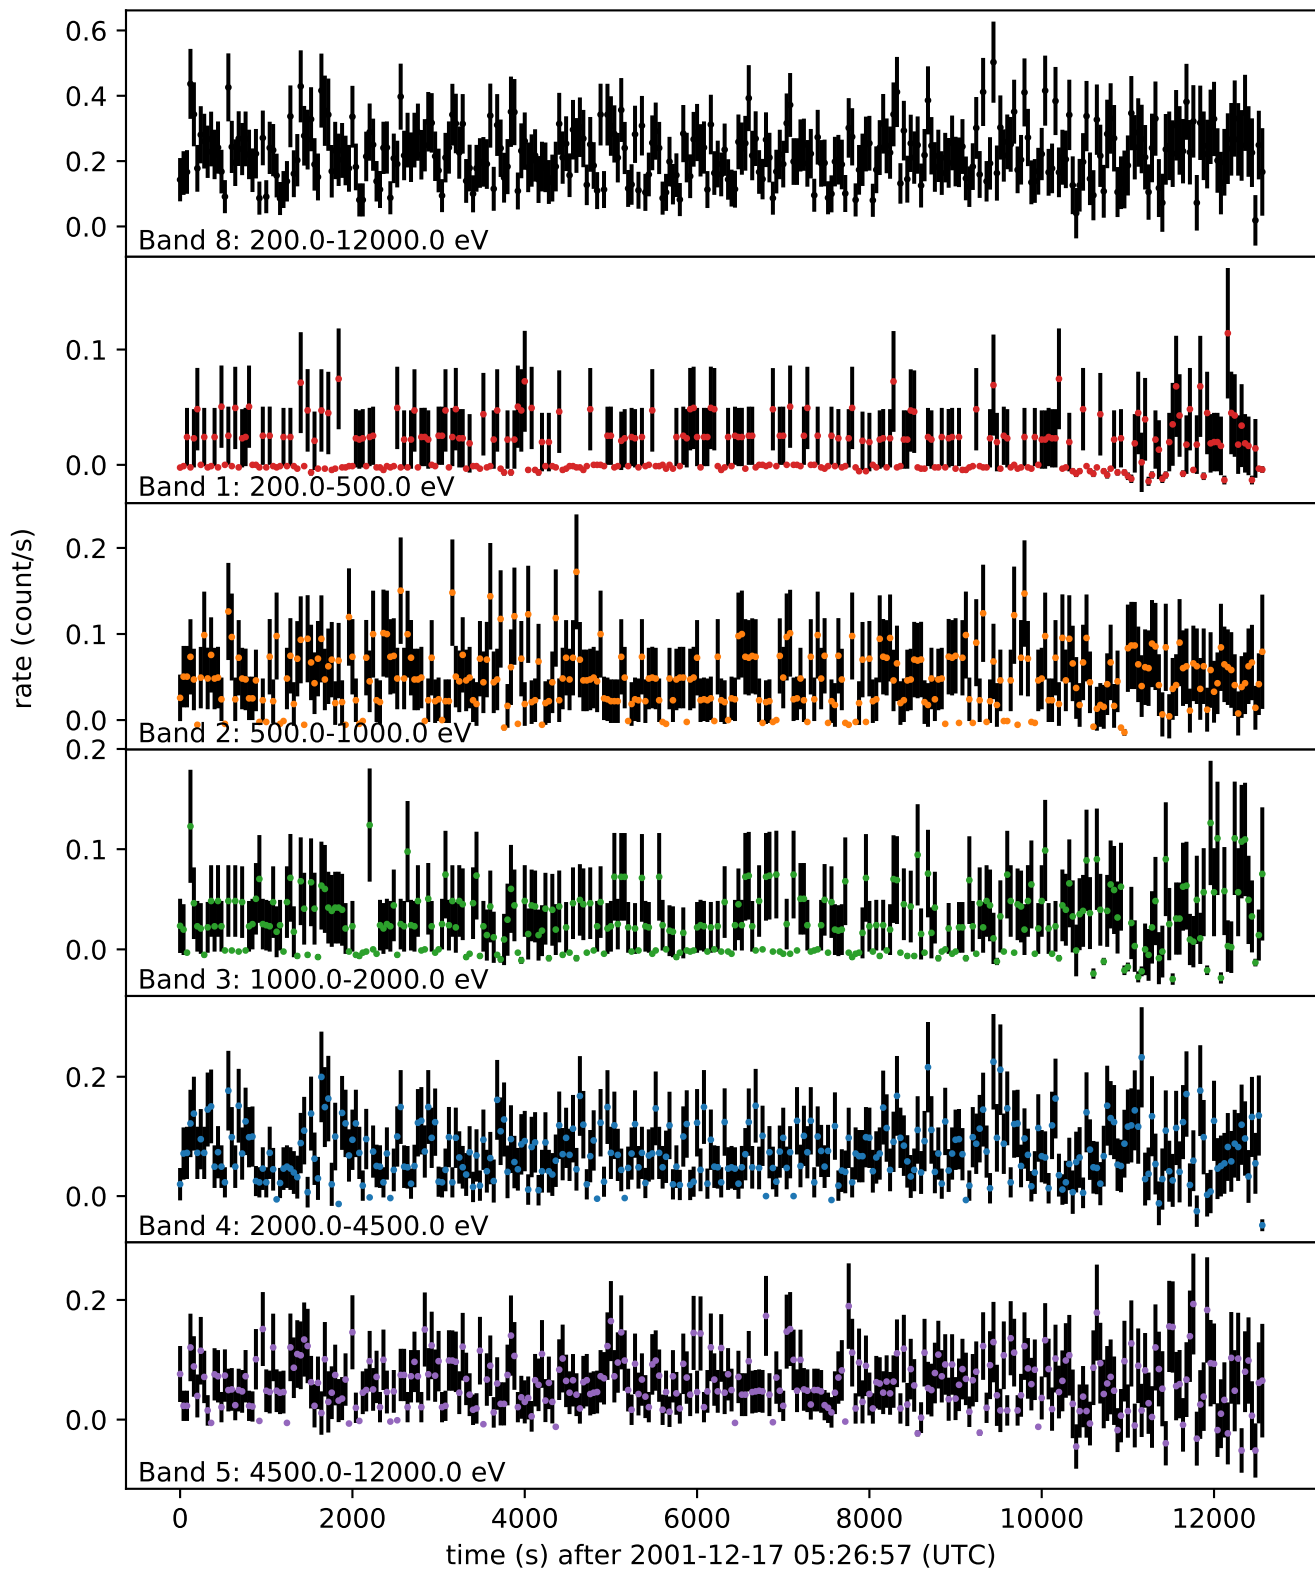 0.6
0.4
0.2
0.0
Band 8: 200.0-12000.0 eV
0.1
0.0
Band 1: 200.0-500.0 eV
rate (count/s)
0.2
0.1
0.0
Band 2: 500.0-1000.0 eV
0.2
0.1
0.0
Band 3: 1000.0-2000.0 eV
0.2
0.0
Band 4: 2000.0-4500.0 eV
0.2
0.0
Band 5: 4500.0-12000.0 eV
0 2000 4000 6000 8000 10000 12000
time (s) after 2001-12-17 05:26:57 (UTC)